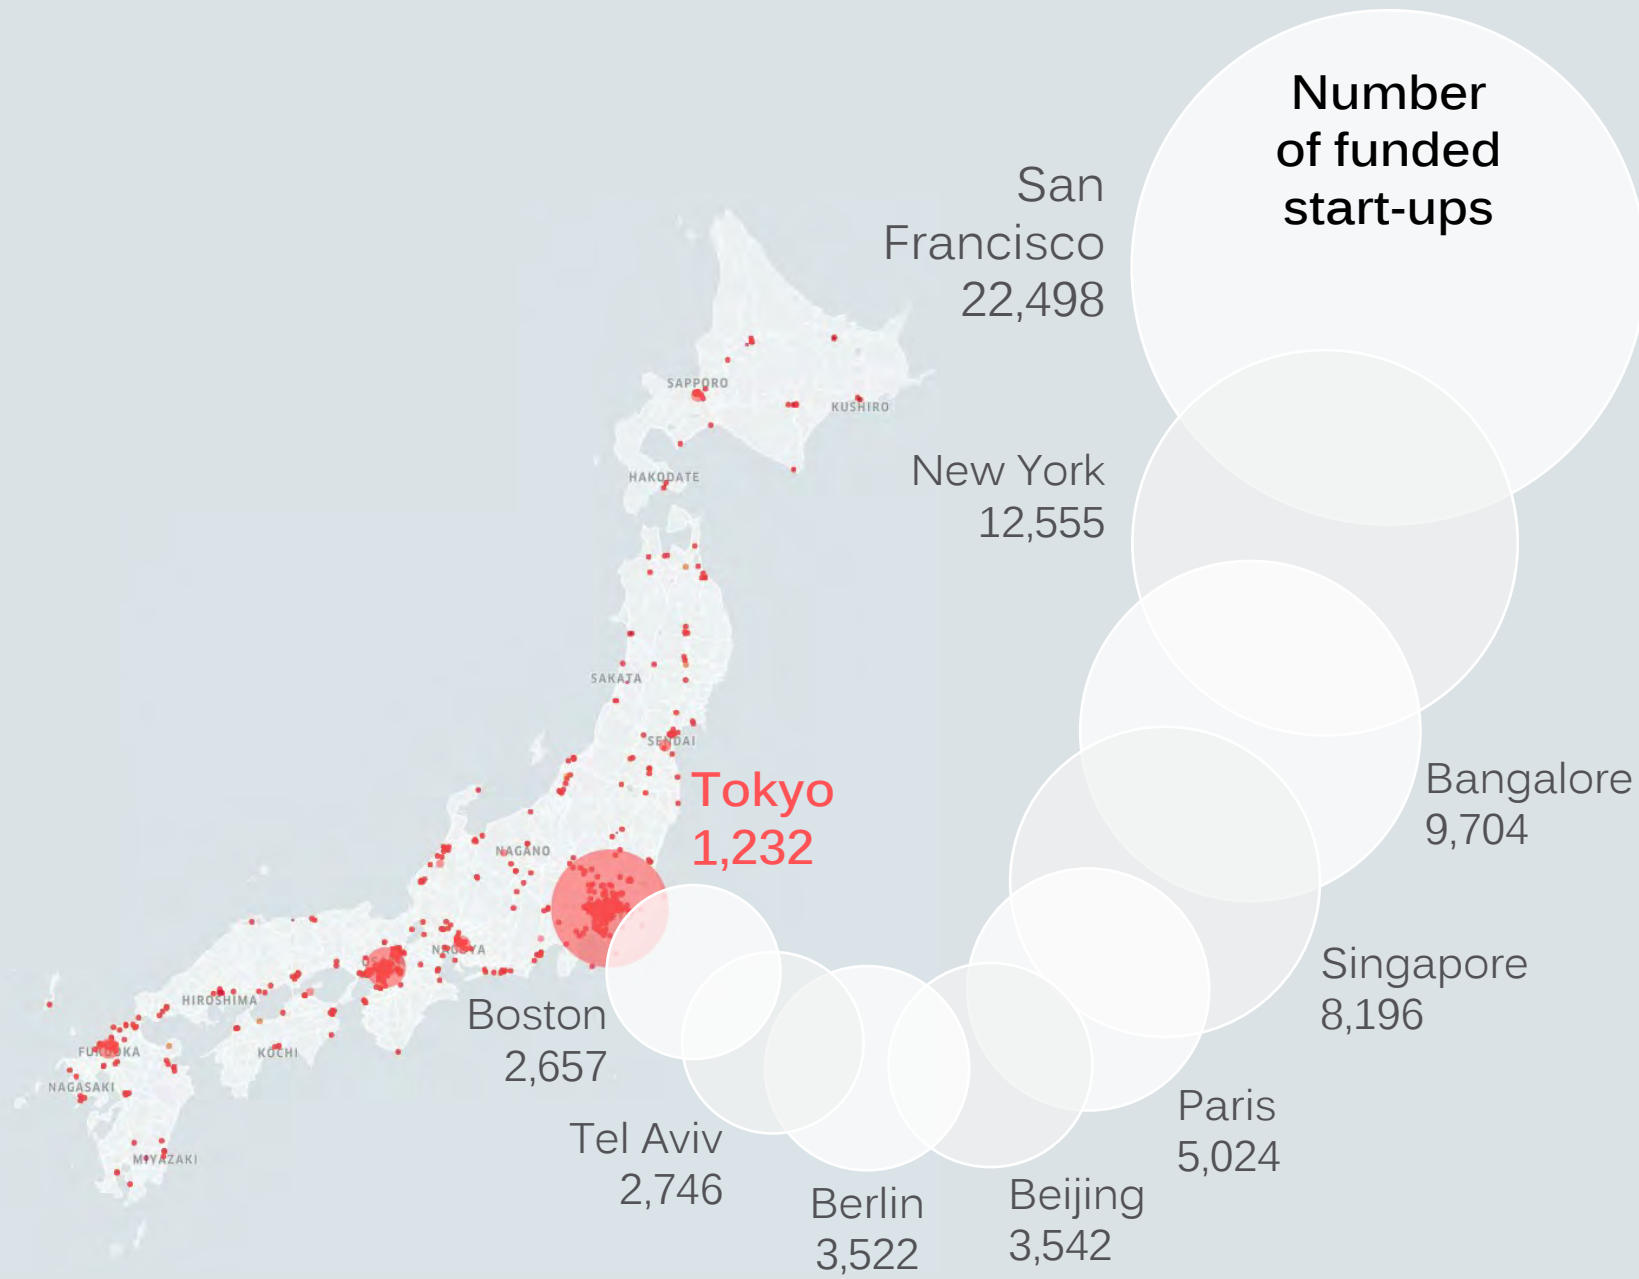 Number
of funded
start-ups
San
Francisco
22,498
New York
12,555
Bangalore
9,704
Singapore
8,196
Paris
5,024
Beijing
3,542
Berlin
3,522
Tel Aviv
2,746
Boston
2,657
Tokyo
1,232
SAPPORO
KUSHIRO
HAKODATE
SAKATA
SENDAI
NAGANO
NAGOYA
HIROSHIMA
KOCHI
FUKUOKA
NAGASAKI
MIYAZAKI